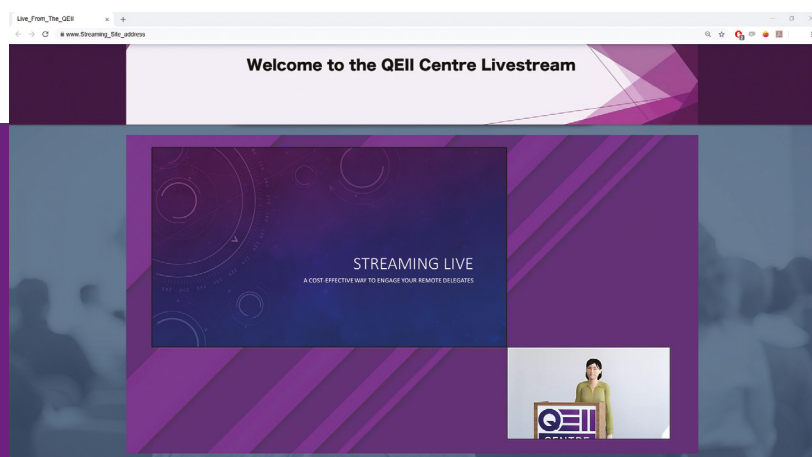 Live_From_The_QEII
www.Streaming_Site_address
Welcome to the QEII Centre Livestream
STREAMING LIVE
A COST-EFFECTIVE WAY TO ENGAGE YOUR REMOTE DELEGATES
QEII
CENTRE